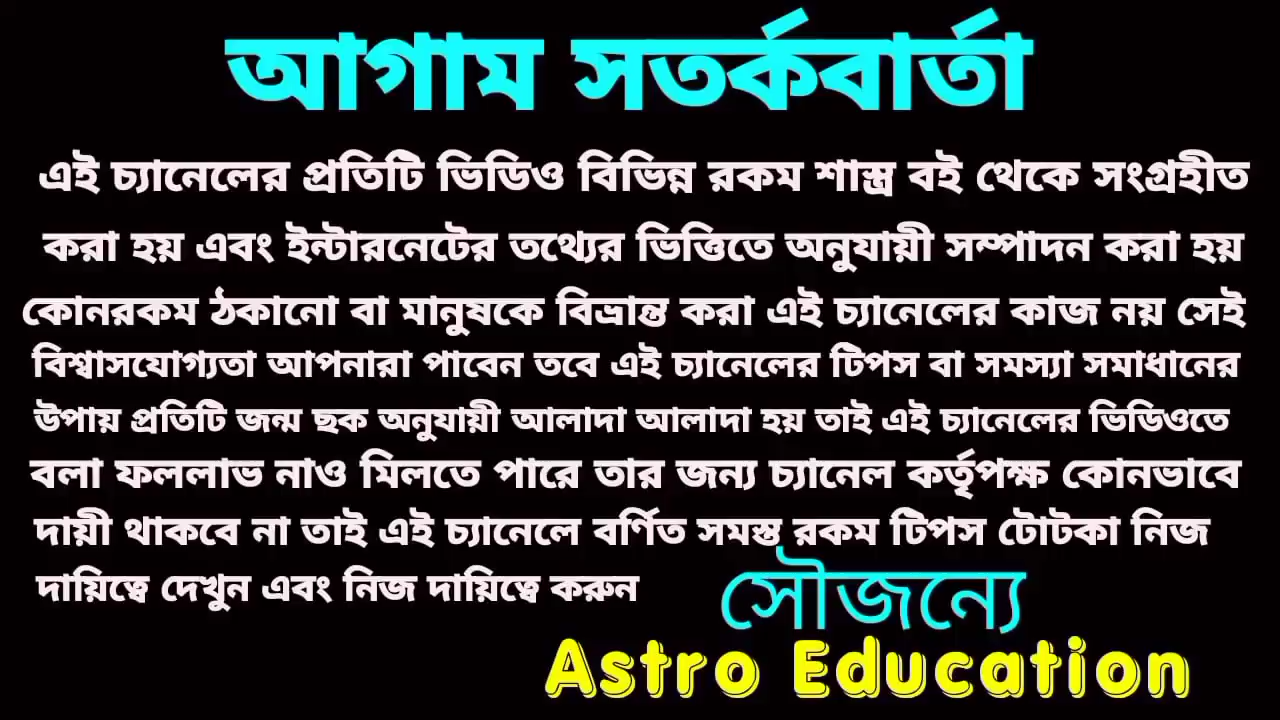 আগাম সতর্কবার্তা
এই চ্যানেলের প্রতিটি ভিডিও বিভিন্ন রকম শাস্ত্র বই থেকে সংগ্রহীত
করা হয় এবং ইন্টারনেটের তথ্যের ভিত্তিতে অনুযায়ী সম্পাদন করা হয়
কোনরকম ঠকানো বা মানুষকে বিভ্রান্ত করা এই চ্যানেলের কাজ নয় সেই
বিশ্বাসযোগ্যতা আপনারা পাবেন তবে এই চ্যানেলের টিপস বা সমস্যা সমাধানের
উপায় প্রতিটি জন্ম ছক অনুযায়ী আলাদা আলাদা হয় তাই এই চ্যানেলের ভিডিওতে
বলা ফললাভ নাও মিলতে পারে তার জন্য চ্যানেল কর্তৃপক্ষ কোনভাবে
দায়ী থাকবে না তাই এই চ্যানেলে বর্ণিত সমস্ত রকম টিপস টোটকা নিজ
দায়িত্বে দেখুন এবং নিজ দায়িত্বে করুন
সৌজন্যে
Astro Education